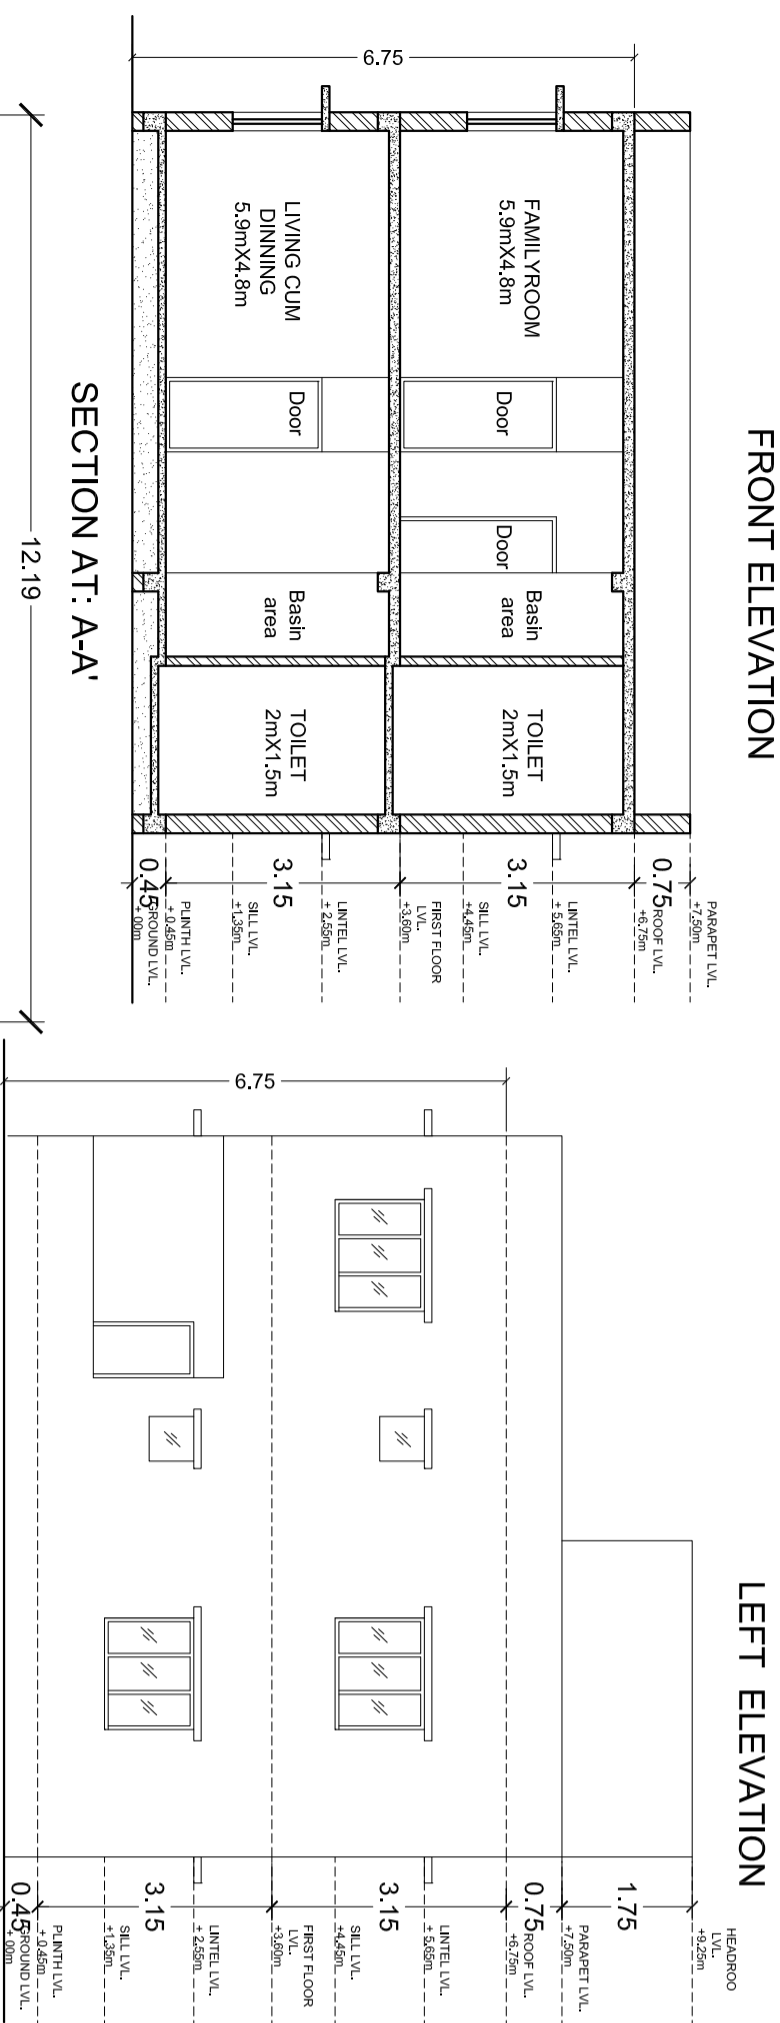 FRONT ELEVATION
6.75
FAMILYROOM
5.9mX4.8m
LIVING CUM
DINNING
5.9mX4.8m
Door
Door
Door
Basin
area
Basin
area
TOILET
2mX1.5m
TOILET
2mX1.5m
0.75
3.15
3.15
0.45
PARAPET LVL.
+7.50m
ROOF LVL.
+6.75m
LINTEL LVL.
+ 5.65m
SILL LVL.
+4.45m
FIRST FLOOR
LVL.
+3.60m
LINTEL LVL.
+ 2.55m
SILL LVL.
+1.35m
PLINTH LVL.
+ 0.45m
GROUND LVL.
+ 00m
SECTION AT: A-A'
12.19
LEFT ELEVATION
6.75
1.75
0.75
3.15
3.15
0.45
HEADROO
LVL.
+9.25m
PARAPET LVL.
+7.50m
ROOF LVL.
+6.75m
LINTEL LVL.
+ 5.65m
SILL LVL.
+4.45m
FIRST FLOOR
LVL.
+3.60m
LINTEL LVL.
+ 2.55m
SILL LVL.
+1.35m
PLINTH LVL.
+ 0.45m
GROUND LVL.
+ 00m